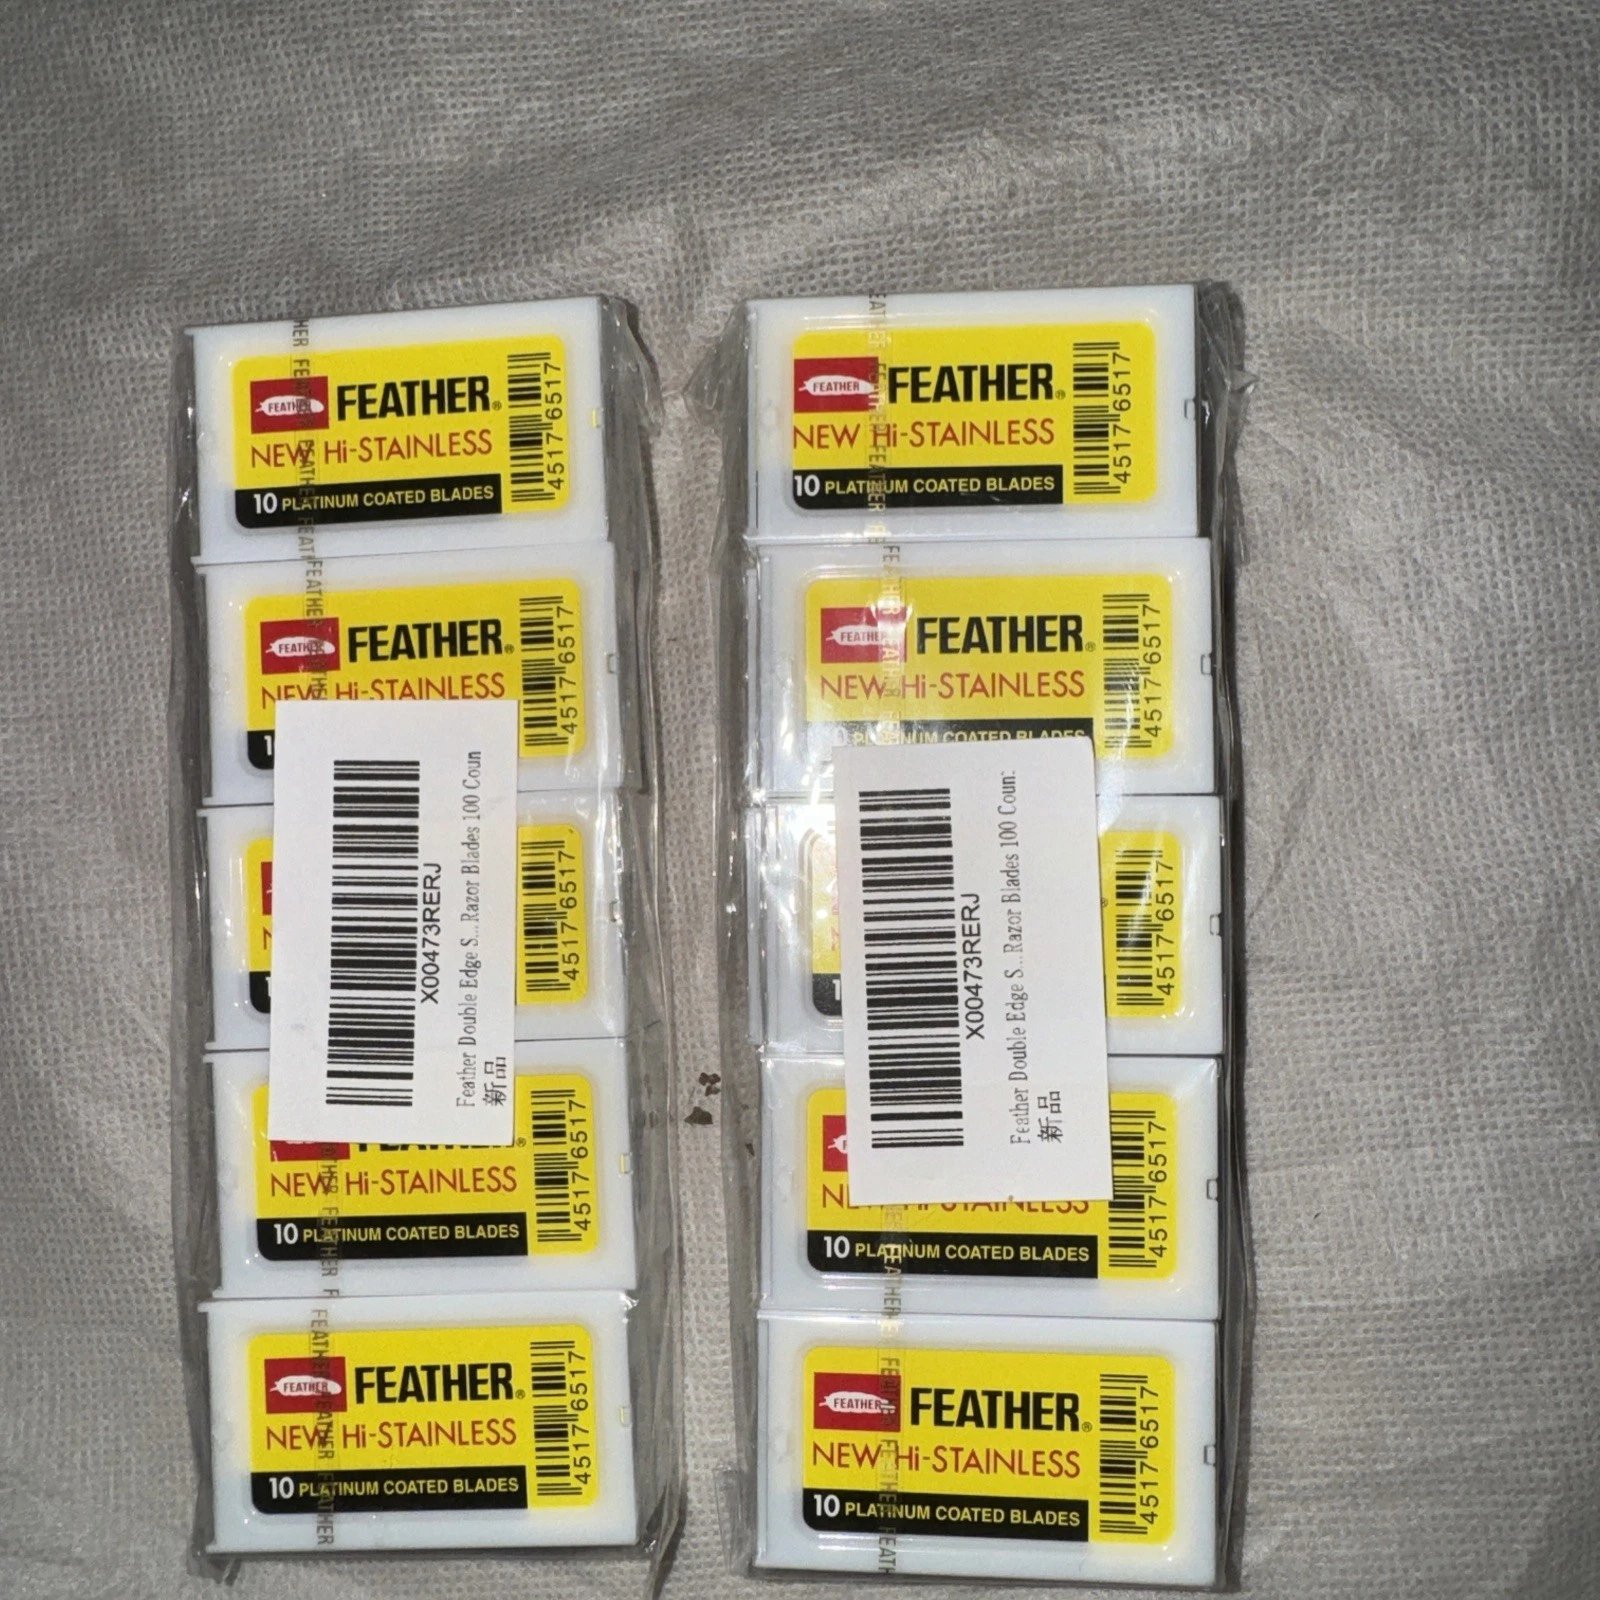 FEATHER
FEATHER®
NEW Hi-STAINLESS
10 PLATINUM COATED BLADES
4517 6517
FEATHER
FEATHER®
NEW Hi-STAINLESS
4517 6517
4517 6517
X00473RERJ
Feather Double Edge S...Razor Blades 100 Coun
新品
NEW Hi-STAINLESS
10 PLATINUM COATED BLADES
4517 6517
FEATHER
FEATHER®
NEW Hi-STAINLESS
10 PLATINUM COATED BLADES
4517 6517
FEATHER
FEATHER®
NEW Hi-STAINLESS
10 PLATINUM COATED BLADES
4517 6517
FEATHER
FEATHER®
NEW Hi-STAINLESS
PLATINUM COATED BLADES
4517 6517
4517 6517
X00473RERJ
Feather Double Edge S...Razor Blades 100 Coun
新品
10 PLATINUM COATED BLADES
4517 6517
FEATHER
FEATHER®
NEW Hi-STAINLESS
10 PLATINUM COATED BLADES
4517 6517